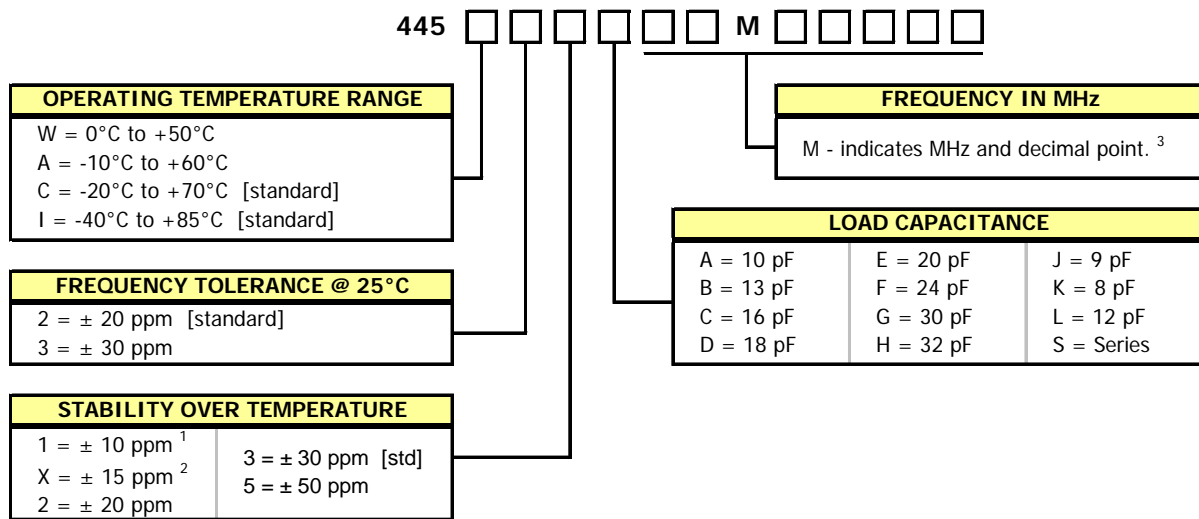 445 M
OPERATING TEMPERATURE RANGE
W = 0°C to +50°C
A = -10°C to +60°C
C = -20°C to +70°C [standard]
I = -40°C to +85°C [standard]
FREQUENCY TOLERANCE @ 25°C
2 = ± 20 ppm [standard]
3 = ± 30 ppm
STABILITY OVER TEMPERATURE
1 = ± 10 ppm 1
X = ± 15 ppm 2
2 = ± 20 ppm
3 = ± 30 ppm [std]
5 = ± 50 ppm
FREQUENCY IN MHz
M - indicates MHz and decimal point. 3
LOAD CAPACITANCE
A = 10 pF
B = 13 pF
C = 16 pF
D = 18 pF
E = 20 pF
F = 24 pF
G = 30 pF
H = 32 pF
J = 9 pF
K = 8 pF
L = 12 pF
S = Series